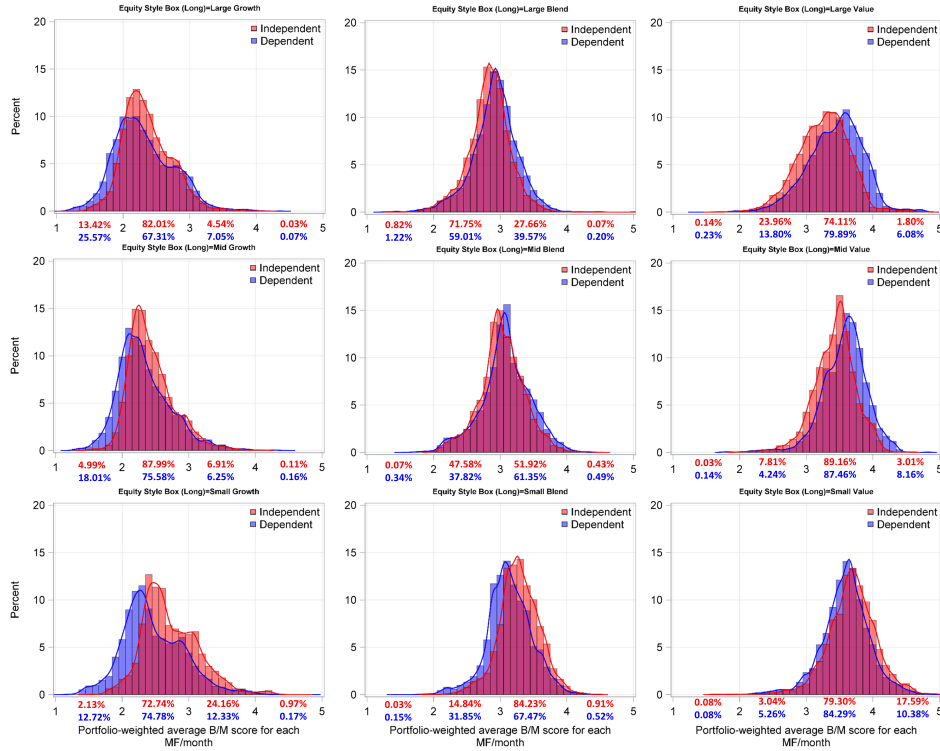 Equity Style Box (Long)=Large Growth
20
15
10
5
0
Percent
Independent
Dependent
13.42% 82.01% 4.54% 0.03%
1 2 3 4 5
25.57% 67.31% 7.05% 0.07%
Equity Style Box (Long)=Large Blend
20
15
10
5
0
Independent
Dependent
0.82% 71.75% 27.66% 0.07%
1 2 3 4 5
1.22% 59.01% 39.57% 0.20%
Equity Style Box (Long)=Large Value
20
15
10
5
0
Independent
Dependent
0.14% 23.96% 74.11% 1.80%
1 2 3 4 5
0.23% 13.80% 79.89% 6.08%
Equity Style Box (Long)=Mid Growth
20
15
10
5
0
Percent
Independent
Dependent
4.99% 87.99% 6.91% 0.11%
1 2 3 4 5
18.01% 75.58% 6.25% 0.16%
Equity Style Box (Long)=Mid Blend
20
15
10
5
0
Independent
Dependent
0.07% 47.58% 51.92% 0.43%
1 2 3 4 5
0.34% 37.82% 61.35% 0.49%
Equity Style Box (Long)=Mid Value
20
15
10
5
0
Independent
Dependent
0.03% 7.81% 89.16% 3.01%
1 2 3 4 5
0.14% 4.24% 87.46% 8.16%
Equity Style Box (Long)=Small Growth
20
15
10
5
0
Percent
Independent
Dependent
2.13% 72.74% 24.16% 0.97%
1 2 3 4 5
12.72% 74.78% 12.33% 0.17%
Portfolio-weighted average B/M score for each
MF/month
Equity Style Box (Long)=Small Blend
20
15
10
5
0
Independent
Dependent
0.03% 14.84% 84.23% 0.91%
1 2 3 4 5
0.15% 31.85% 67.47% 0.52%
Portfolio-weighted average B/M score for each
MF/month
Equity Style Box (Long)=Small Value
20
15
10
5
0
Independent
Dependent
0.08% 3.04% 79.30% 17.59%
1 2 3 4 5
0.08% 5.26% 84.29% 10.38%
Portfolio-weighted average B/M score for each
MF/month